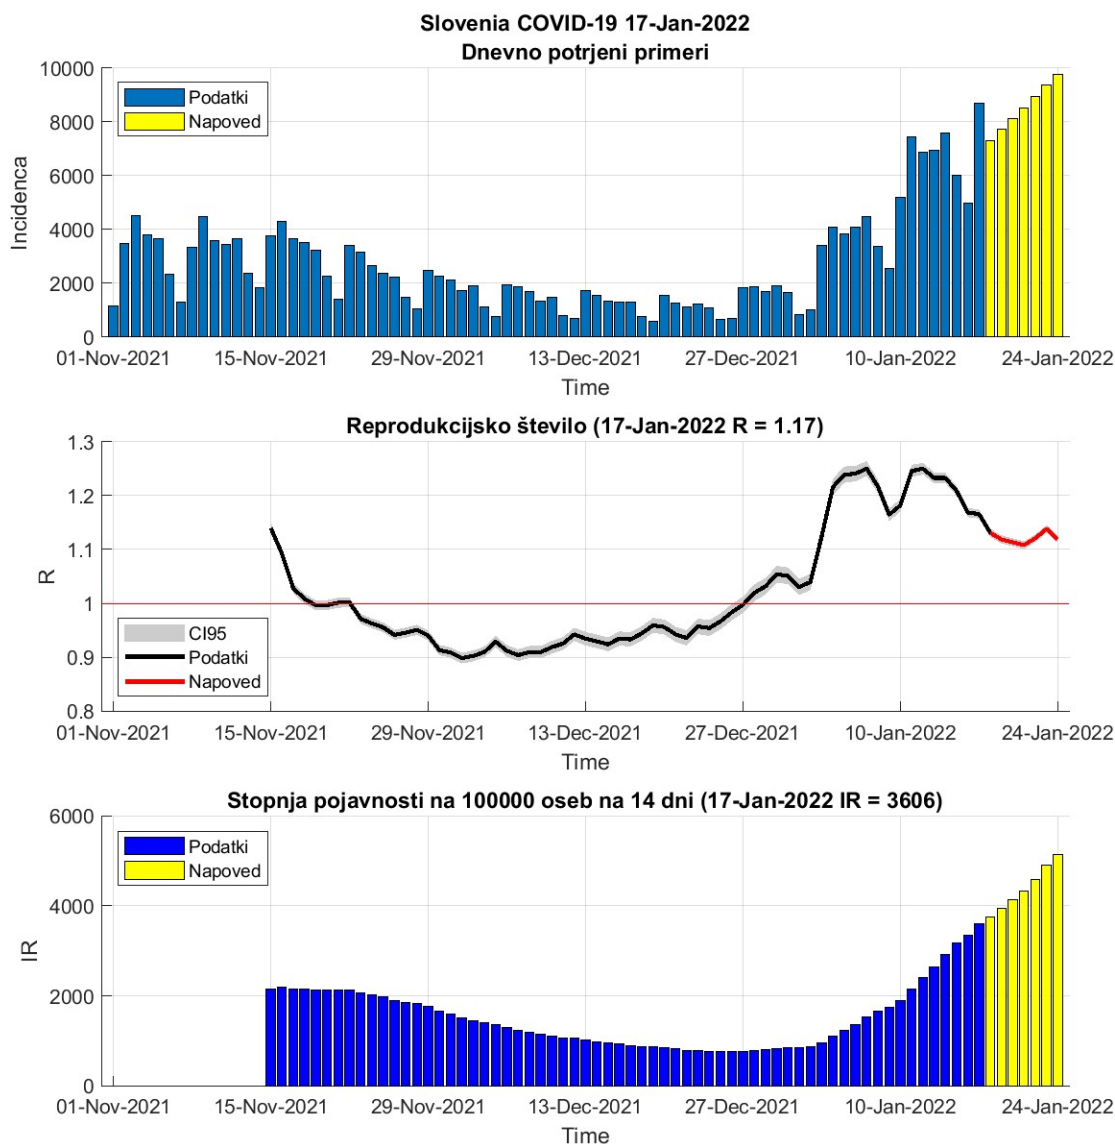 Slovenia COVID-19 17-Jan-2022
Dnevno potrjeni primeri
10000
8000
6000
4000
2000
0
Incidenca
Podatki
Napoved
01-Nov-2021 15-Nov-2021 29-Nov-2021 13-Dec-2021 27-Dec-2021 10-Jan-2022 24-Jan-2022
Time
Reprodukcijsko število (17-Jan-2022 R = 1.17)
1.3
1.2
1.1
1
0.9
0.8
R
CI95
Podatki
Napoved
01-Nov-2021 15-Nov-2021 29-Nov-2021 13-Dec-2021 27-Dec-2021 10-Jan-2022 24-Jan-2022
Time
Stopnja pojavnosti na 100000 oseb na 14 dni (17-Jan-2022 IR = 3606)
6000
4000
2000
0
IR
Podatki
Napoved
01-Nov-2021 15-Nov-2021 29-Nov-2021 13-Dec-2021 27-Dec-2021 10-Jan-2022 24-Jan-2022
Time